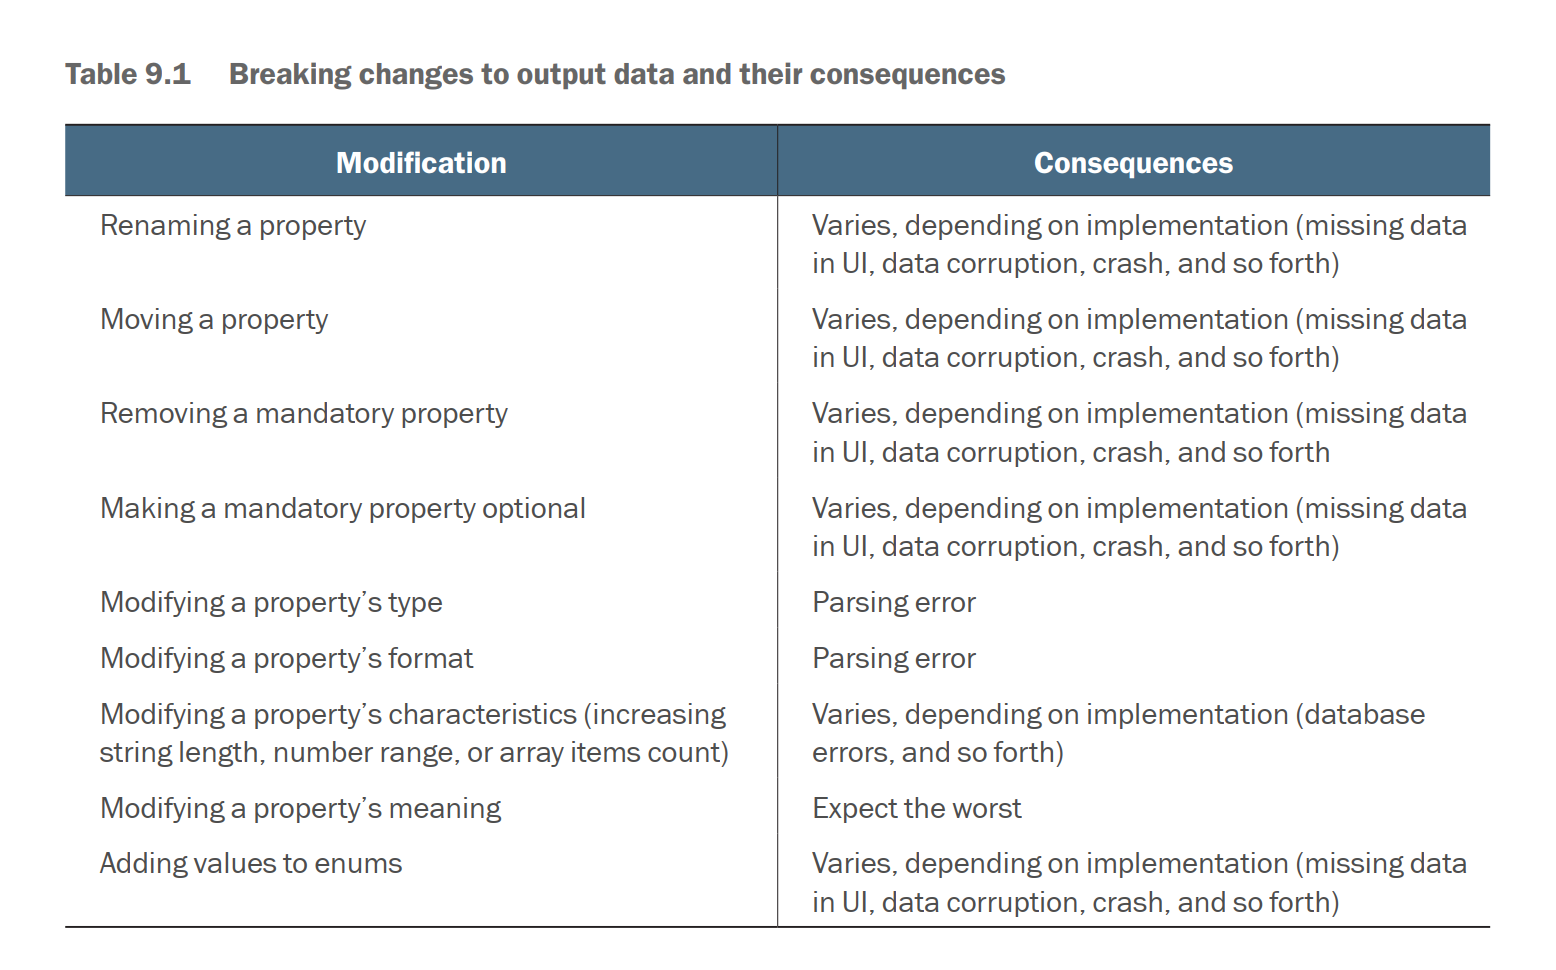 Table 9.1 Breaking changes to output data and their consequences
Modification Consequences
Renaming a property Varies, depending on implementation (missing data
in UI, data corruption, crash, and so forth)
Moving a property Varies, depending on implementation (missing data
in UI, data corruption, crash, and so forth)
Removing a mandatory property Varies, depending on implementation (missing data
in UI, data corruption, crash, and so forth
Making a mandatory property optional Varies, depending on implementation (missing data
in UI, data corruption, crash, and so forth)
Modifying a property’s type Parsing error
Modifying a property’s format Parsing error
Modifying a property’s characteristics (increasing Varies, depending on implementation (database
string length, number range, or array items count) errors, and so forth)
Modifying a property’s meaning Expect the worst
Adding values to enums Varies, depending on implementation (missing data
in UI, data corruption, crash, and so forth)